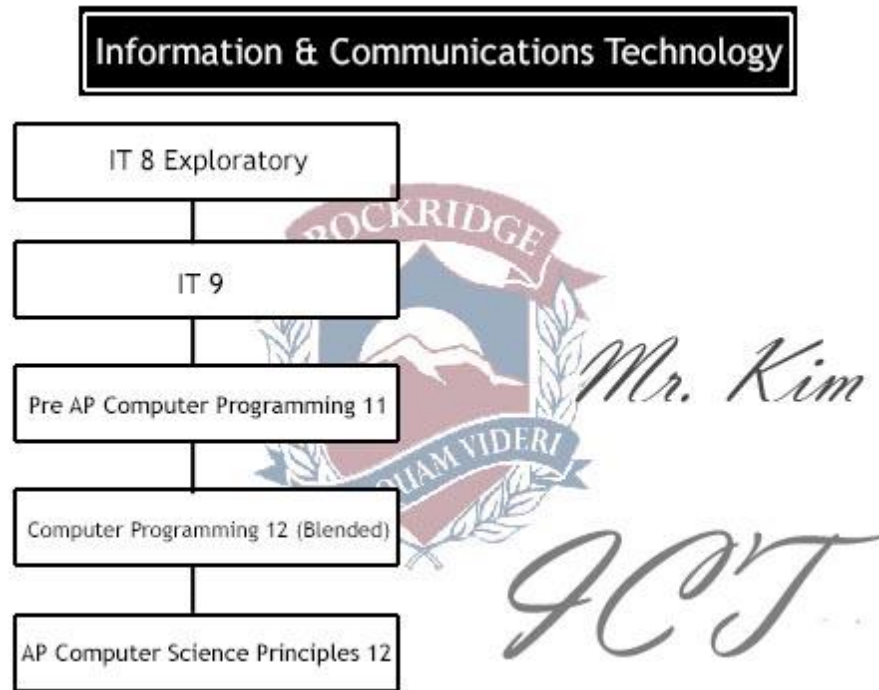 Information & Communications Technology
IT 8 Exploratory
ROCKRIDGE
IT 9
Mr. Kim
Pre AP Computer Programming 11
QUAM VIDERI
Computer Programming 12 (Blended)
ICT
AP Computer Science Principles 12